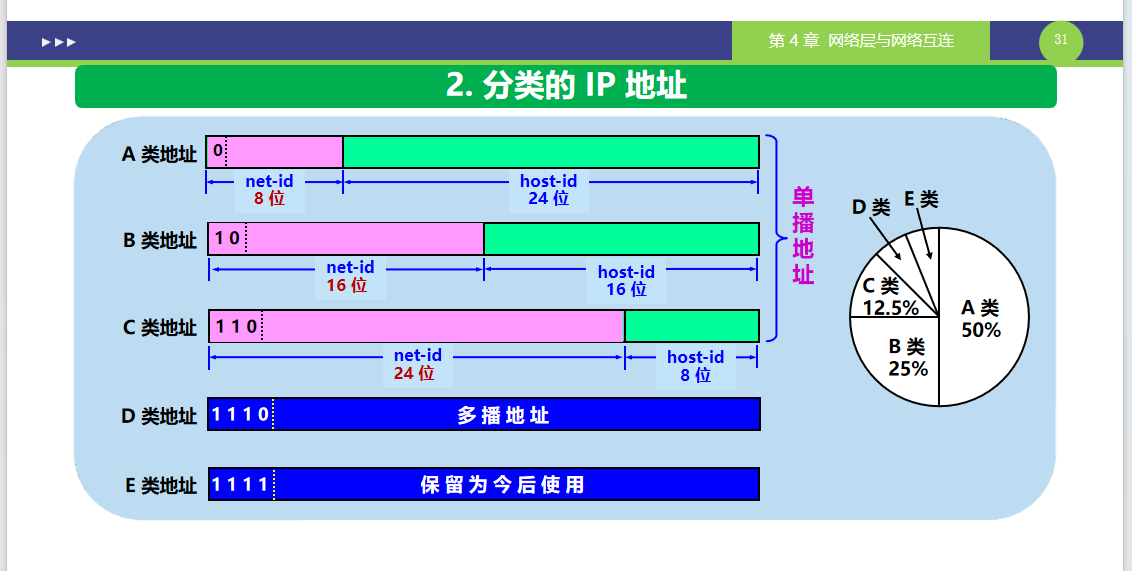 ▶▶▶
第 4 章 网络层与网络互连
31
2. 分类的 IP 地址
A 类地址
0
net-id
8 位
host-id
24 位
B 类地址
1 0
net-id
16 位
host-id
16 位
C 类地址
1 1 0
net-id
24 位
host-id
8 位
D 类地址
1 1 1 0
多 播 地 址
E 类地址
1 1 1 1
保 留 为 今 后 使 用
单
播
地
址
D 类
E 类
C 类
12.5%
A 类
50%
B 类
25%